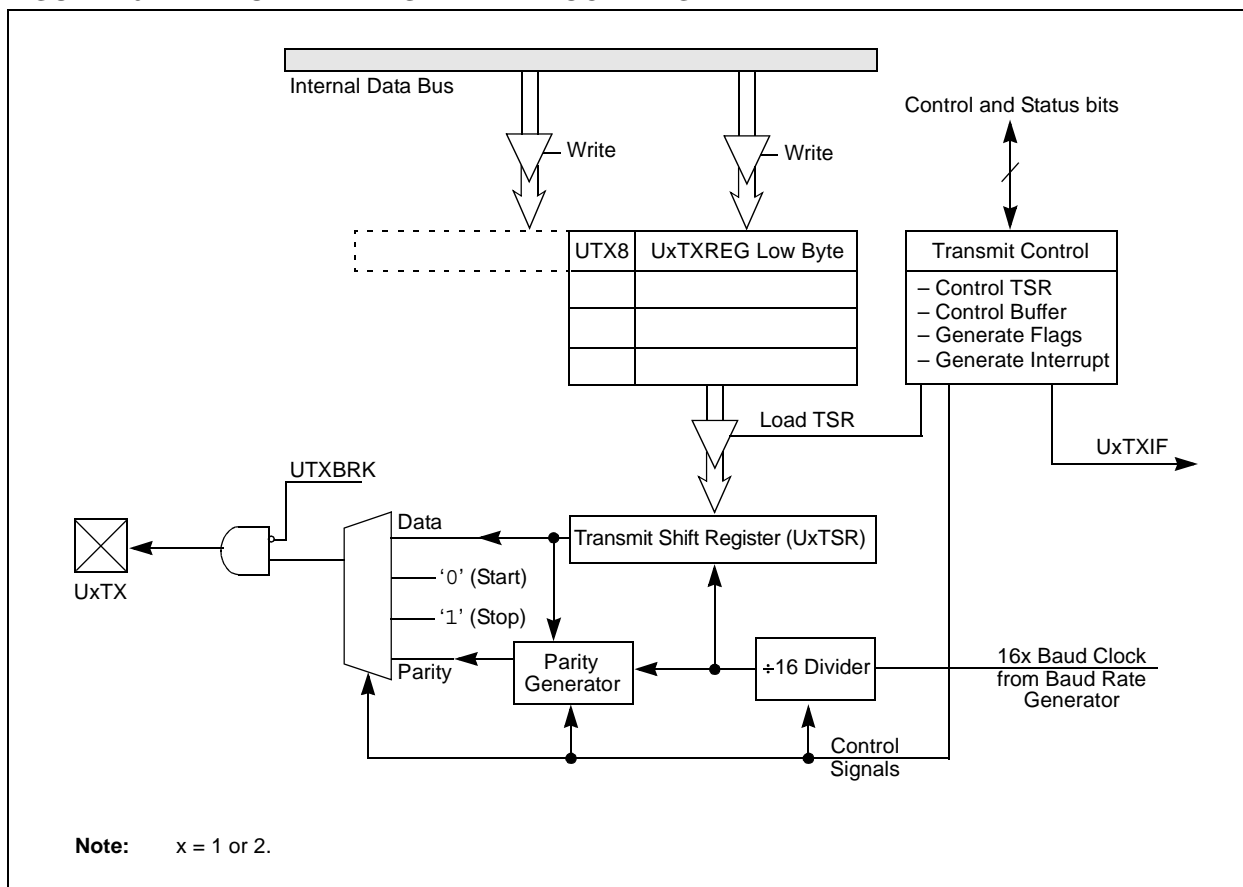 Internal Data Bus
Control and Status bits
Write
Write
UTX8
UxTXREG Low Byte
Transmit Control
– Control TSR
– Control Buffer
– Generate Flags
– Generate Interrupt
Load TSR
UxTXIF
UTXBRK
Data
Transmit Shift Register (UxTSR)
UxTX
‘0’ (Start)
‘1’ (Stop)
Parity
Parity
Generator
÷16 Divider
16x Baud Clock
from Baud Rate
Generator
Control
Signals
Note: x = 1 or 2.